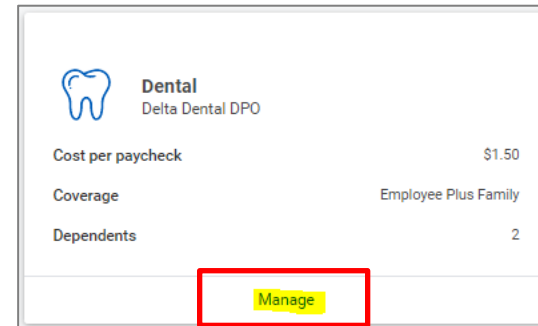 Dental
Delta Dental DPO
Cost per paycheck $1.50
Coverage Employee Plus Family
Dependents 2
Manage